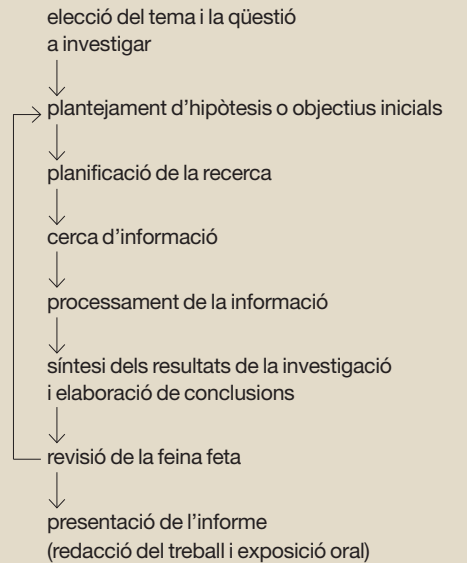 elecció del tema i la qüestió
a investigar
plantejament d’hipòtesis o objectius inicials
planificació de la recerca
cerca d’informació
processament de la informació
síntesi dels resultats de la investigació
i elaboració de conclusions
revisió de la feina feta
presentació de l’informe
(redacció del treball i exposició oral)